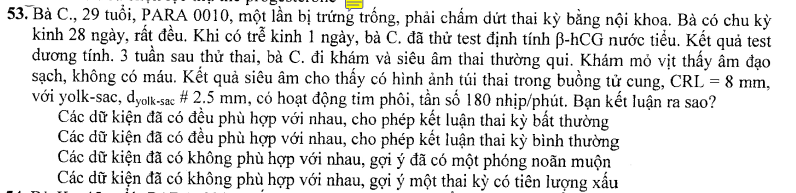 53. Bà C., 29 tuổi, PARA 0010, một lần bị trứng trống, phải chấm dứt thai kỳ bằng nội khoa. Bà có chu kỳ
kinh 28 ngày, rất đều. Khi có trễ kinh 1 ngày, bà C. đã thử test định tính β-hCG nước tiểu. Kết quả test
dương tính. 3 tuần sau thử thai, bà C. đi khám và siêu âm thai thường qui. Khám mỏ vịt thấy âm đạo
sạch, không có máu. Kết quả siêu âm cho thấy có hình ảnh túi thai trong buồng tử cung, CRL = 8 mm,
với yolk-sac, dyolk-sac # 2.5 mm, có hoạt động tim phôi, tần số 180 nhịp/phút. Bạn kết luận ra sao?
Các dữ kiện đã có đều phù hợp với nhau, cho phép kết luận thai kỳ bất thường
Các dữ kiện đã có đều phù hợp với nhau, cho phép kết luận thai kỳ bình thường
Các dữ kiện đã có không phù hợp với nhau, gợi ý đã có một phóng noãn muộn
Các dữ kiện đã có không phù hợp với nhau, gợi ý một thai kỳ có tiên lượng xấu